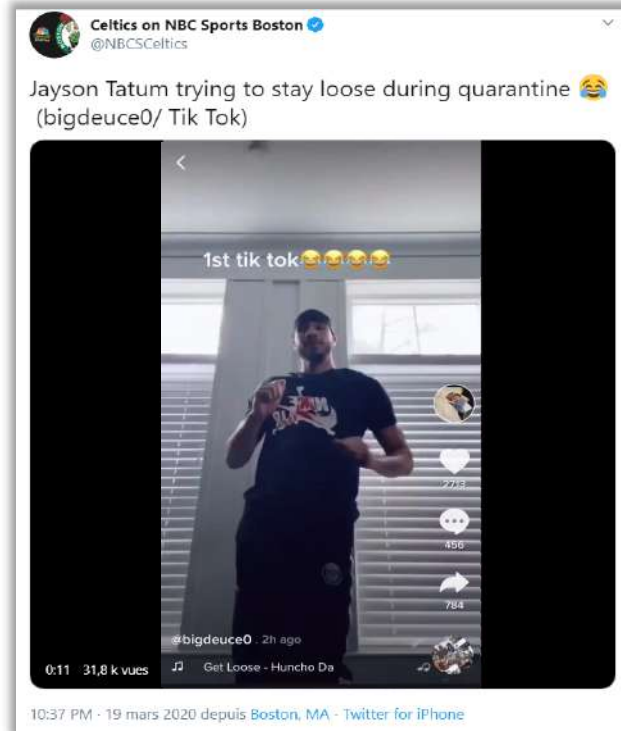 Celtics on NBC Sports Boston
@NBCSCeltics
Jayson Tatum trying to stay loose during quarantine 😂
(bigdeuce0/ Tik Tok)
1st tik tok😂😂😂😂
2713
456
784
@bigdeuce0 . 2h ago
Get Loose - Huncho Da
0:11 31,8 k vues
10:37 PM · 19 mars 2020 depuis Boston, MA · Twitter for iPhone